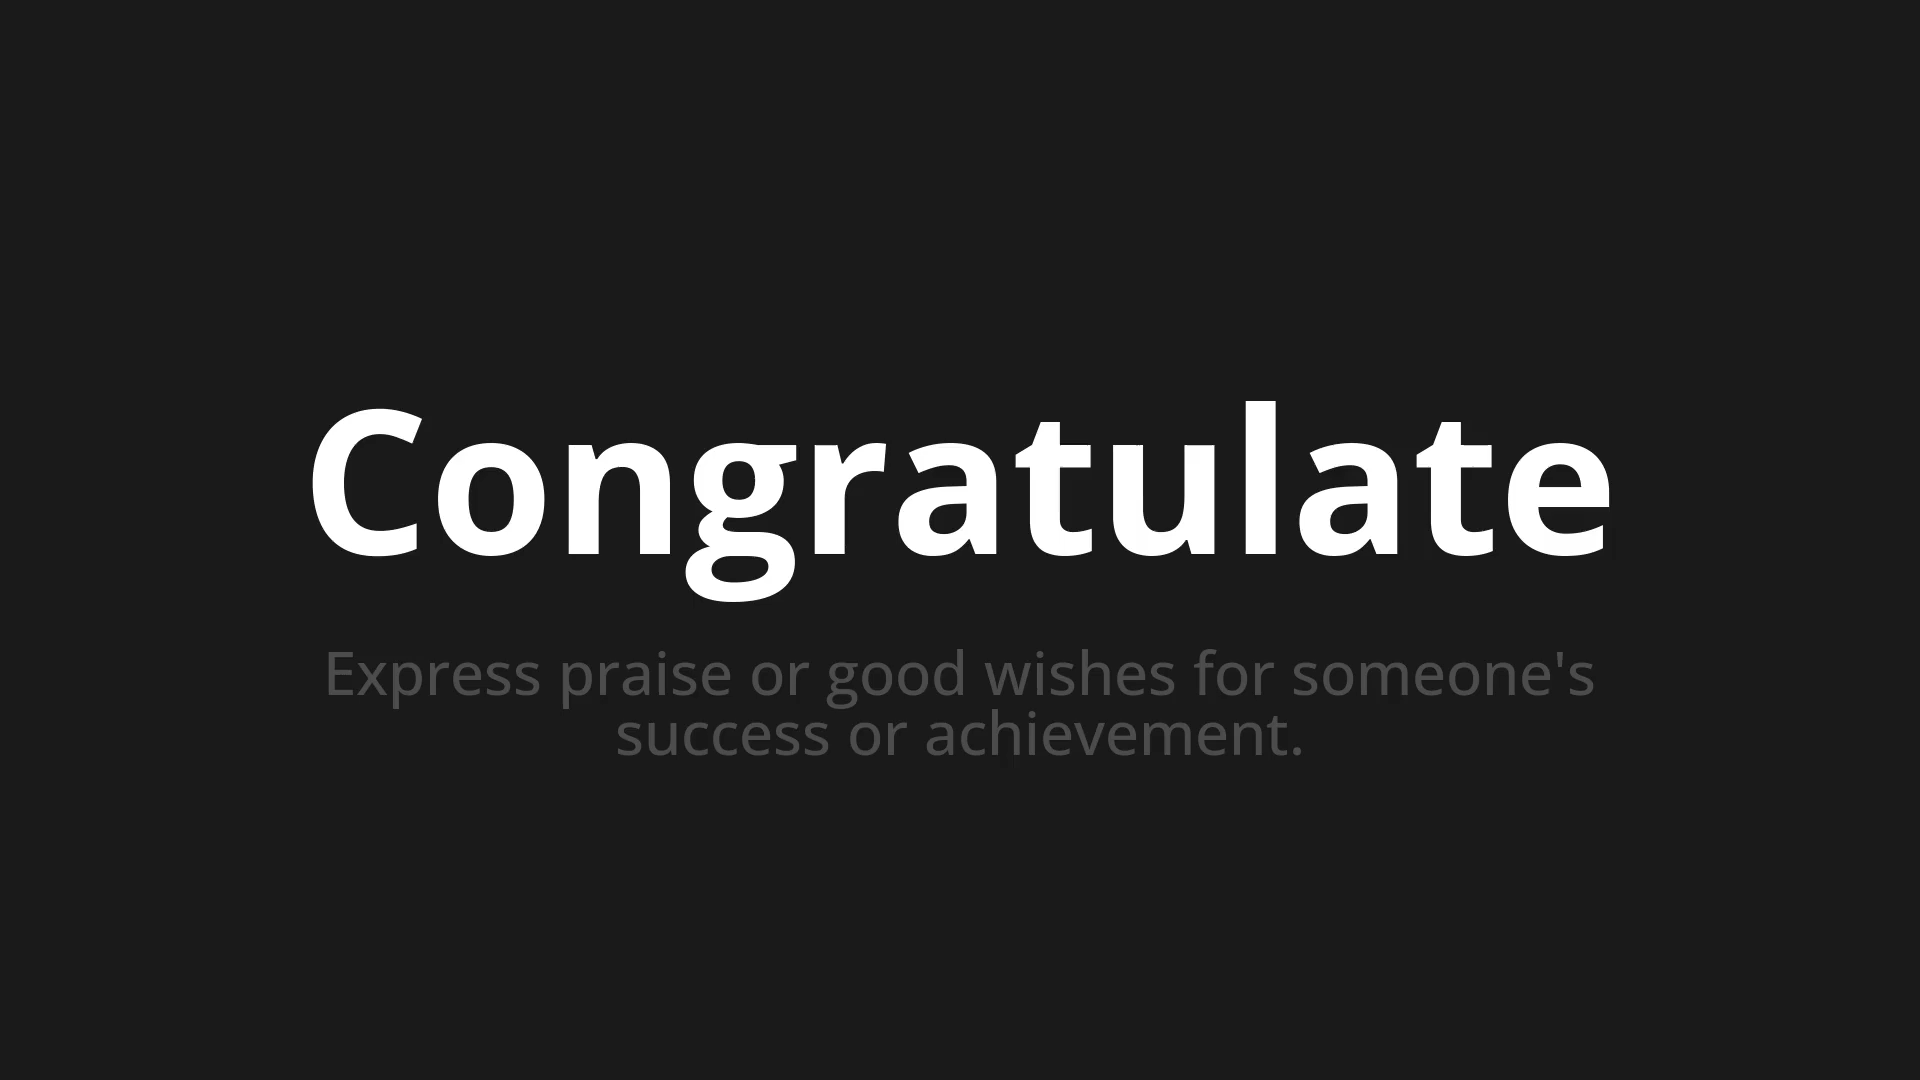 Congratulate
Express praise or good wishes for someone's
success or achievement.